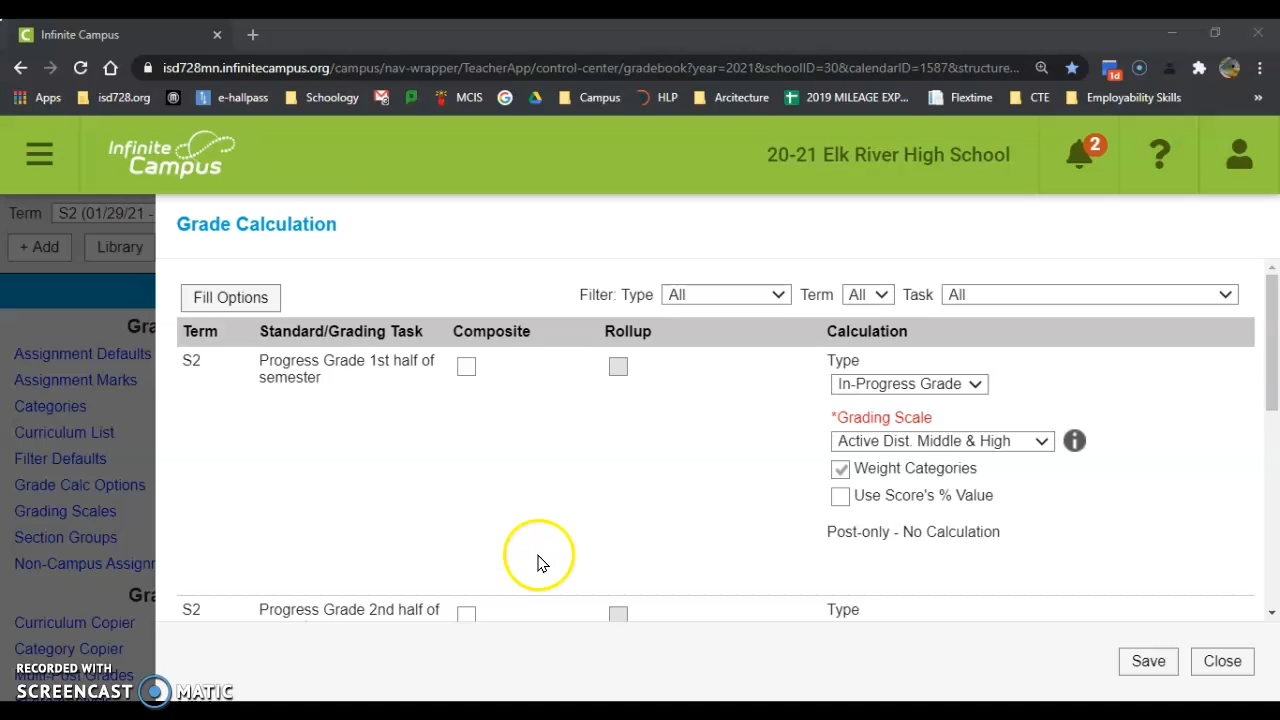 Infinite Campus
isd728mn.infinitecampus.org/campus/nav-wrapper/TeacherApp/control-center/gradebook?year=2021&schoolID=30&calendarID=1587&structure...
1d
Apps isd728.org e-hallpass Schoology MCIS Campus HLP Arcitecture 2019 MILEAGE EXP... Flextime CTE Employability Skills »
Infinite Campus
20-21 Elk River High School
2
?
Term S2 (01/29/21 -
+ Add Library
Grade Calculation
Fill Options
Filter: Type All Term All Task All
Term Standard/Grading Task Composite Rollup Calculation
S2 Progress Grade 1st half of semester
Type
In-Progress Grade
*Grading Scale
Active Dist. Middle & High
Weight Categories
Use Score's % Value
Post-only - No Calculation
S2 Progress Grade 2nd half of
Type
Save Close
Gra
Assignment Defaults
Assignment Marks
Categories
Curriculum List
Filter Defaults
Grade Calc Options
Grading Scales
Section Groups
Non-Campus Assignm
Gra
Curriculum Copier
Category Copier
Multi-Post Grades
RECORDED WITH
SCREENCAST MATIC